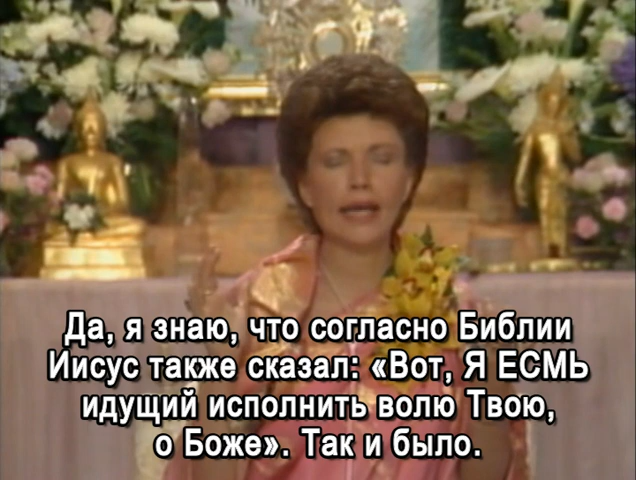 Да, я знаю, что согласно Библии
Иисус также сказал: «Вот, Я ЕСМЬ
идущий исполнить волю Твою,
о Боже». Так и было.